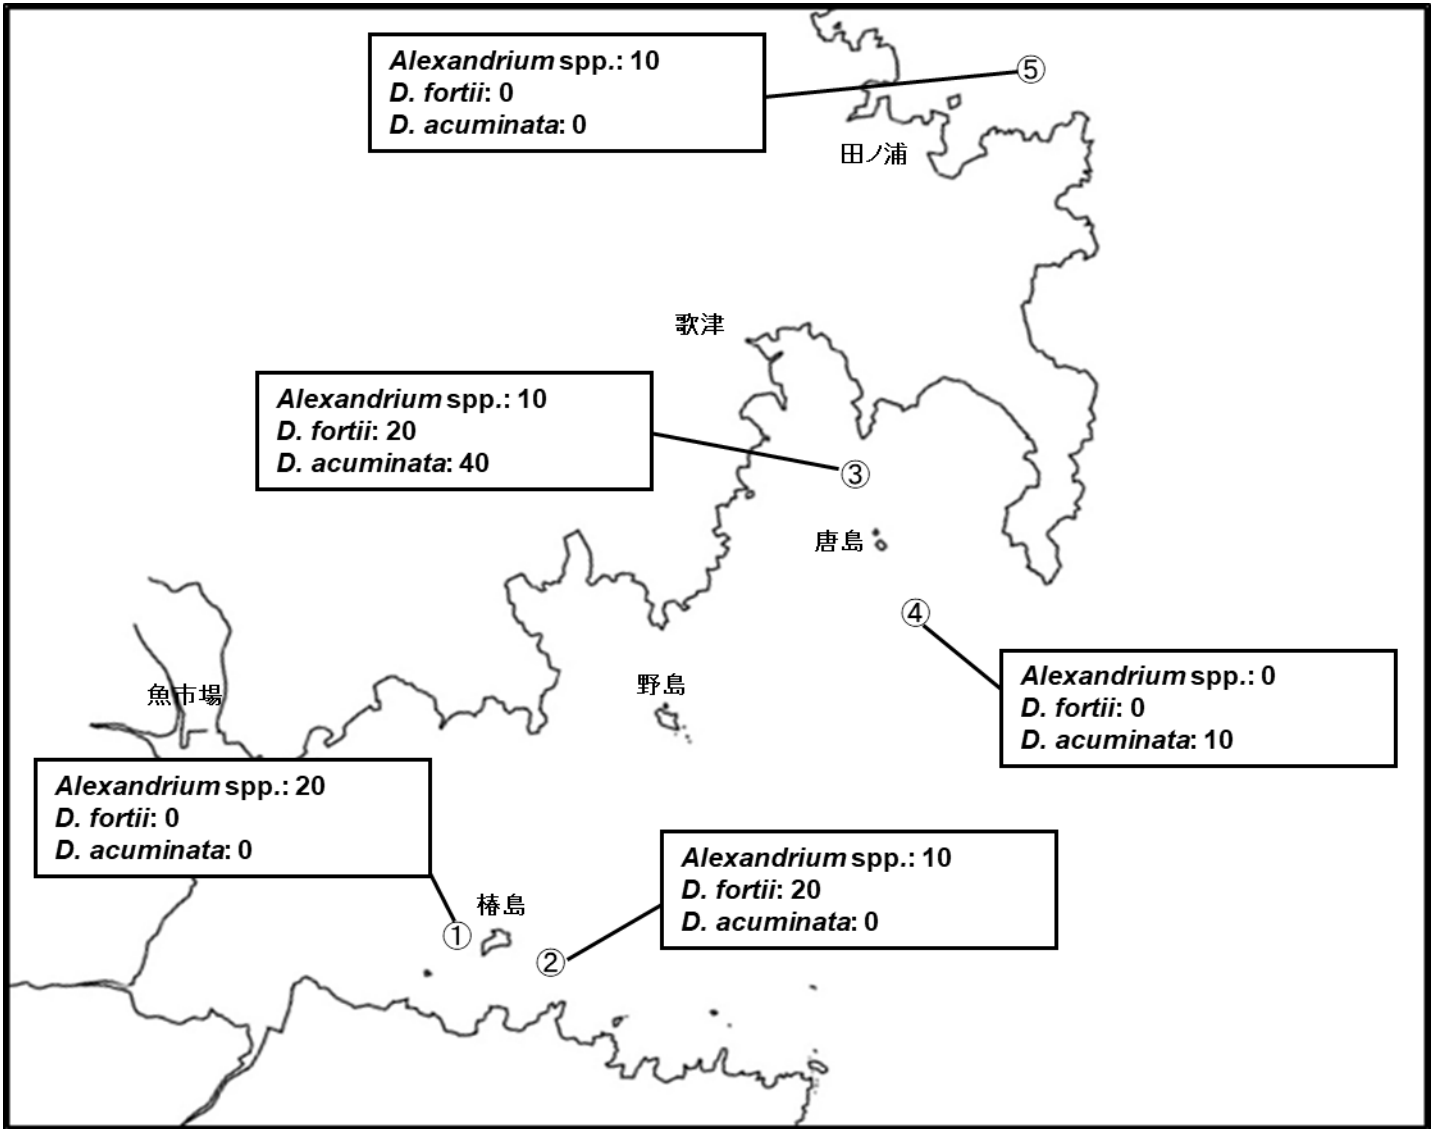 Alexandrium spp.: 10
D. fortii: 0
D. acuminata: 0
⑤
田ノ浦
歌津
Alexandrium spp.: 10
D. fortii: 20
D. acuminata: 40
③
唐島
④
Alexandrium spp.: 0
D. fortii: 0
D. acuminata: 10
野島
魚市場
Alexandrium spp.: 20
D. fortii: 0
D. acuminata: 0
椿島
①
②
Alexandrium spp.: 10
D. fortii: 20
D. acuminata: 0